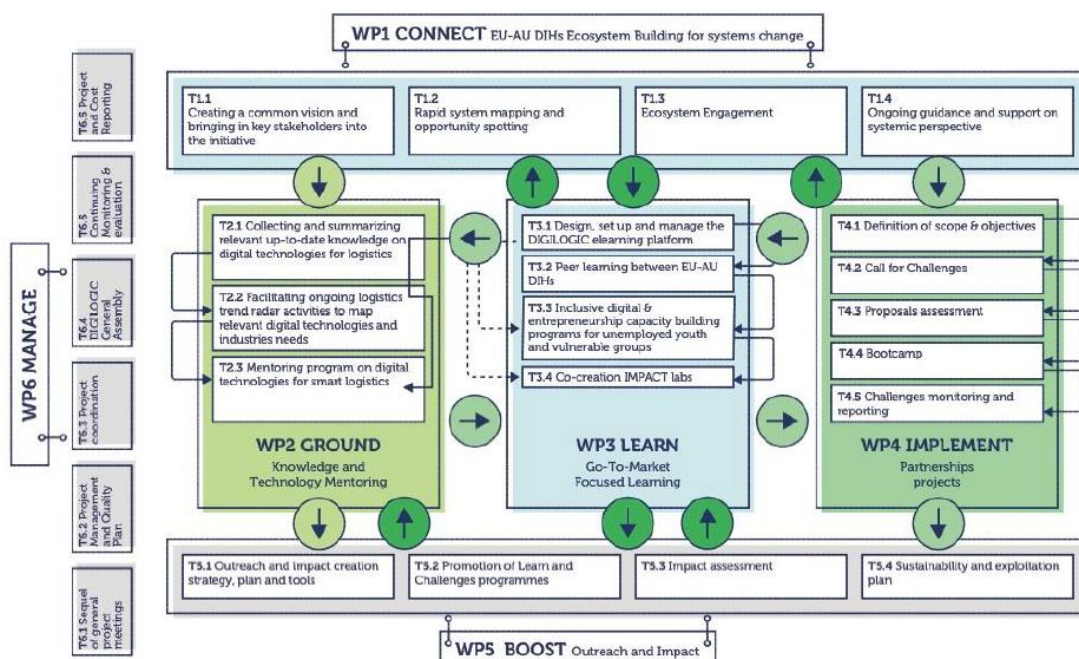 WP1 CONNECT EU-AU DIHs Ecosystem Building for systems change
T1.1
Creating a common vision and
bringing in key stakeholders into
the initiative
T1.2
Rapid system mapping and
opportunity spotting
T1.3
Ecosystem Engagement
T1.4
Ongoing guidance and support on
systemic perspective
WP6 MANAGE
T6.5 Project
and Cost
Reporting
T6.5
Continuing
Monitoring &
evaluation
T6.4
DIGILOGIC
General
Assembly
T6.3 Project
coordination
T6.2 Project
Management
and Quality
Plan
T6.1 Sequel
of general
project
meetings
T2.1 Collecting and summarizing
relevant up-to-date knowledge on
digital technologies for logistics
T2.2 Facilitating ongoing logistics
trend radar activities to map
relevant digital technologies and
industries needs
T2.3 Mentoring program on digital
technologies for smart logistics
WP2 GROUND
Knowledge and
Technology Mentoring
T3.1 Design, set up and manage the
DIGILOGIC elearning platform
T3.2 Peer learning between EU-AU
DIHs
T3.3 Inclusive digital &
entrepreneurship capacity building
programs for unemployed youth
and vulnerable groups
T3.4 Co-creation IMPACT labs
WP3 LEARN
Go-To-Market
Focused Learning
T4.1 Definition of scope & objectives
T4.2 Call for Challenges
T4.3 Proposals assessment
T4.4 Bootcamp
T4.5 Challenges monitoring and
reporting
WP4 IMPLEMENT
Partnerships
projects
T5.1 Outreach and impact creation
strategy, plan and tools
T5.2 Promotion of Learn and
Challenges programmes
T5.3 Impact assessment
T5.4 Sustainability and exploitation
plan
WP5 BOOST Outreach and Impact